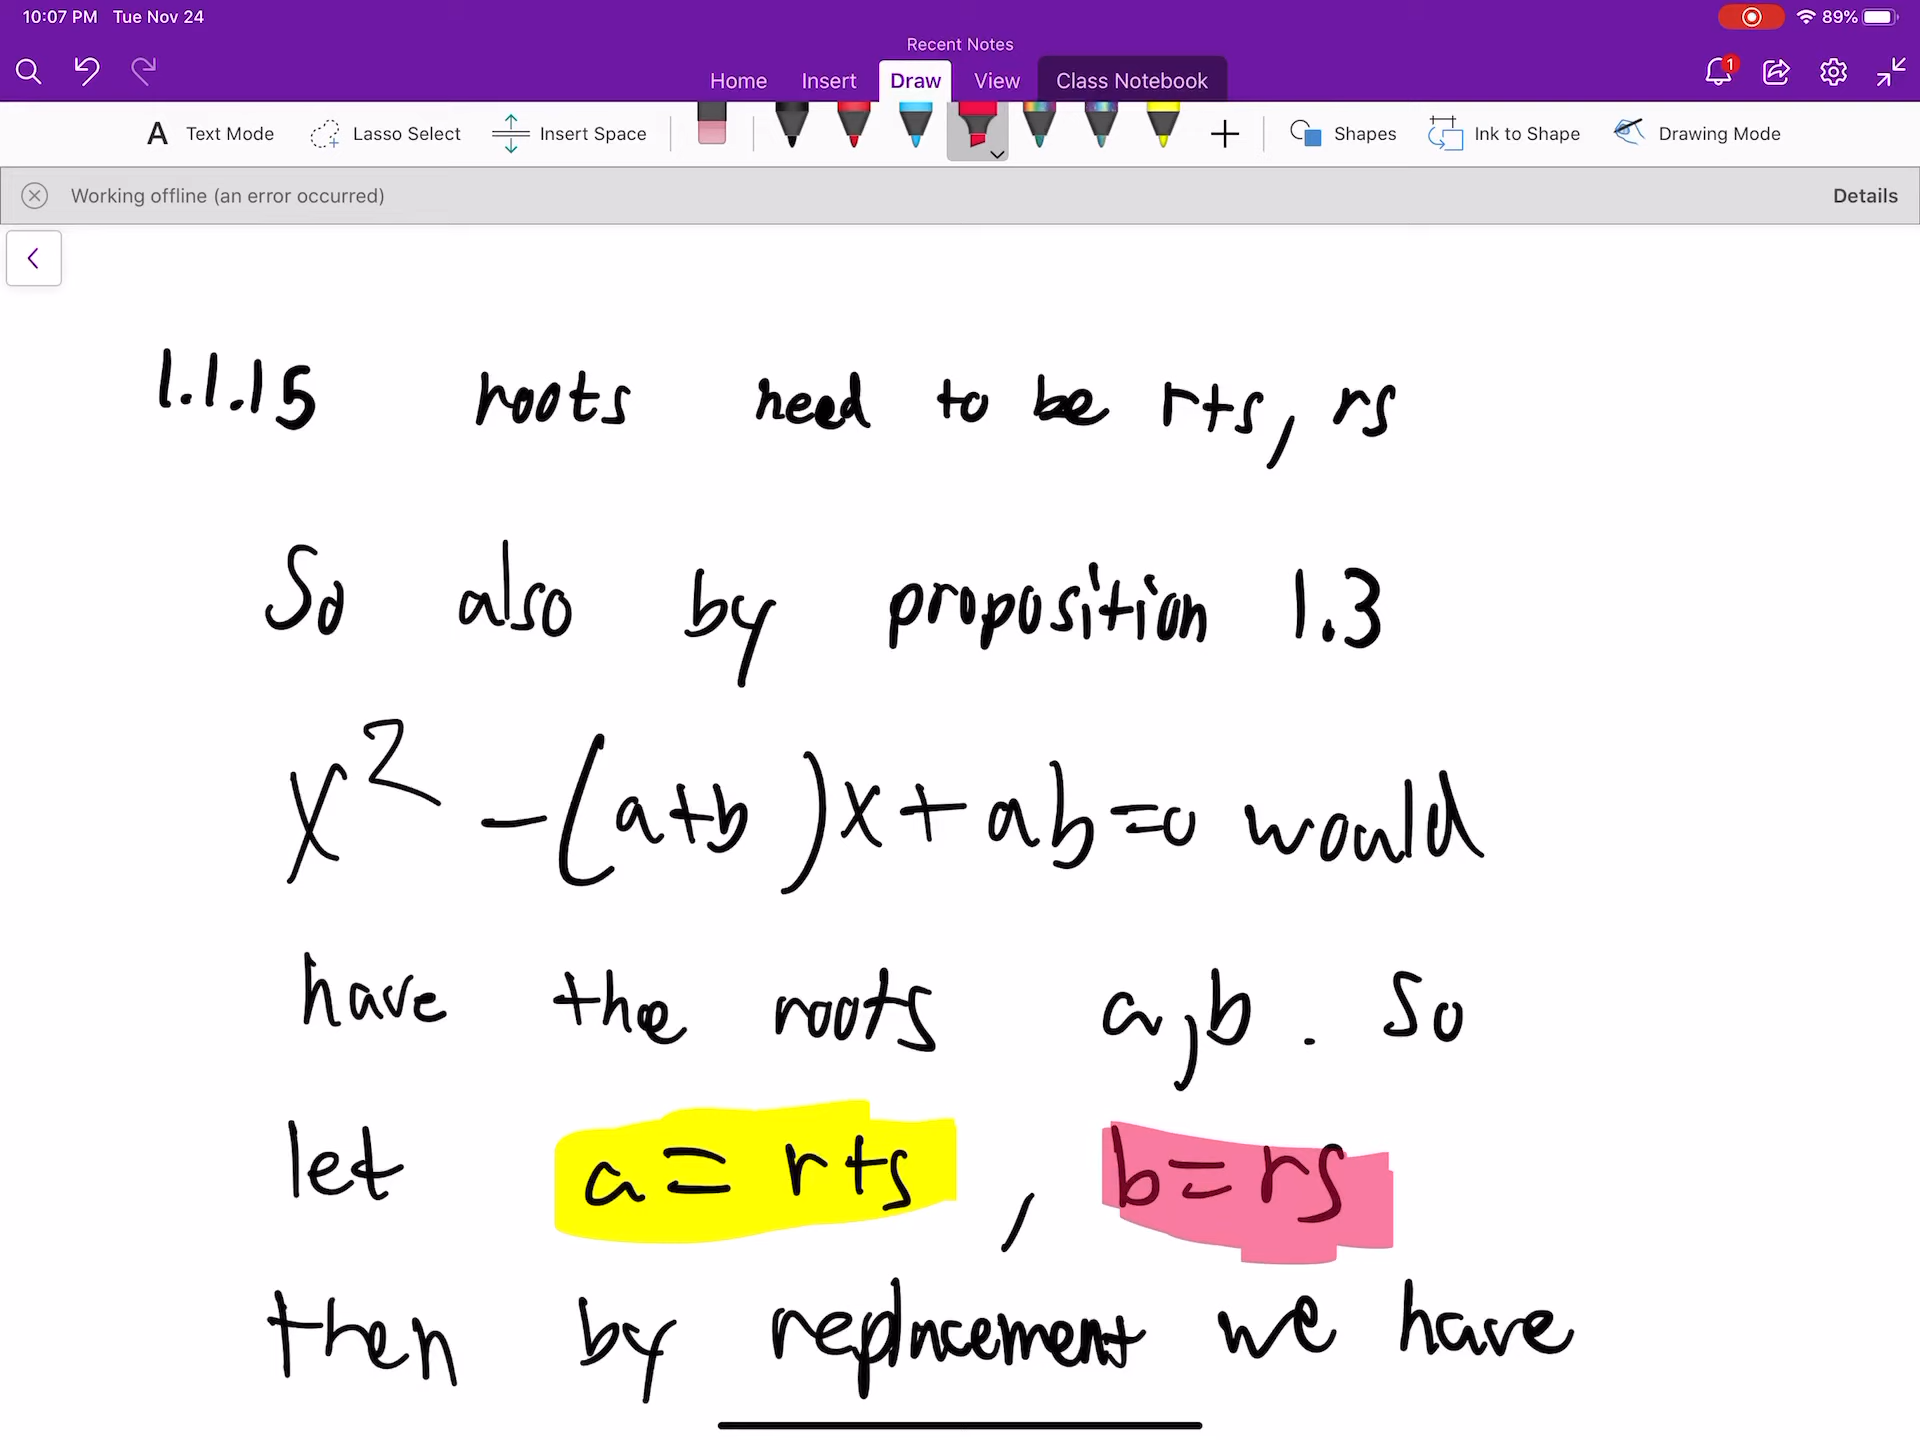 10:07 PM Tue Nov 24
89%
Recent Notes
Home Insert Draw View Class Notebook
1
Text Mode Lasso Select Insert Space Shapes Ink to Shape Drawing Mode
Working offline (an error occurred) Details
1.1.15 roots need to be r+s, rs
So also by proposition 1.3
x² - (a+b)x + ab = 0 would
have the roots a, b. So
let a = r+s, b = rs
then by replacement we have